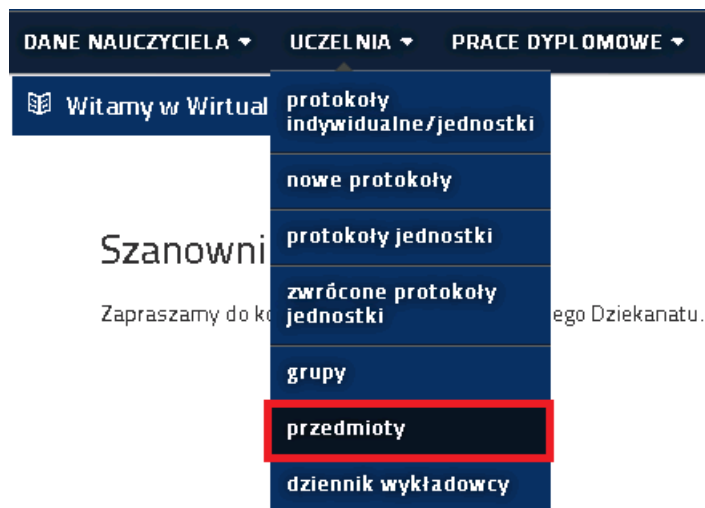 DANE NAUCZYCIELA UCZELNIA PRACE DYPLOMOWE
Witamy w Wirtual
protokoły
indywidualne/jednostki
nowe protokoły
Szanowni
protokoły jednostki
zwrócone protokoły
jednostki
Zapraszamy do ego Dziekanatu.
grupy
przedmioty
dziennik wykładowcy